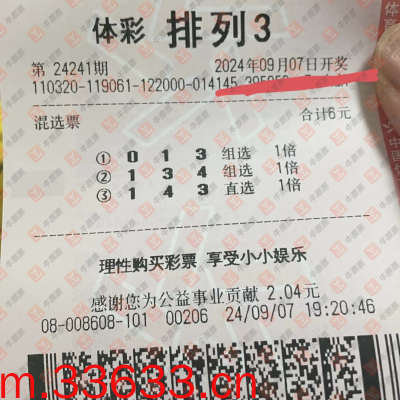 体彩 排列3
第 24241期 2024年09月07日开奖
110320-119061-122000-014145
混选票 合计6元
① 0 1 3 组选 1倍
② 1 3 4 组选 1倍
③ 1 4 3 直选 1倍
理性购买彩票 享受小小娱乐
感谢您为公益事业贡献 2.04元
08-008608-101 00206 24/09/07 19:20:46
m.33633.cn